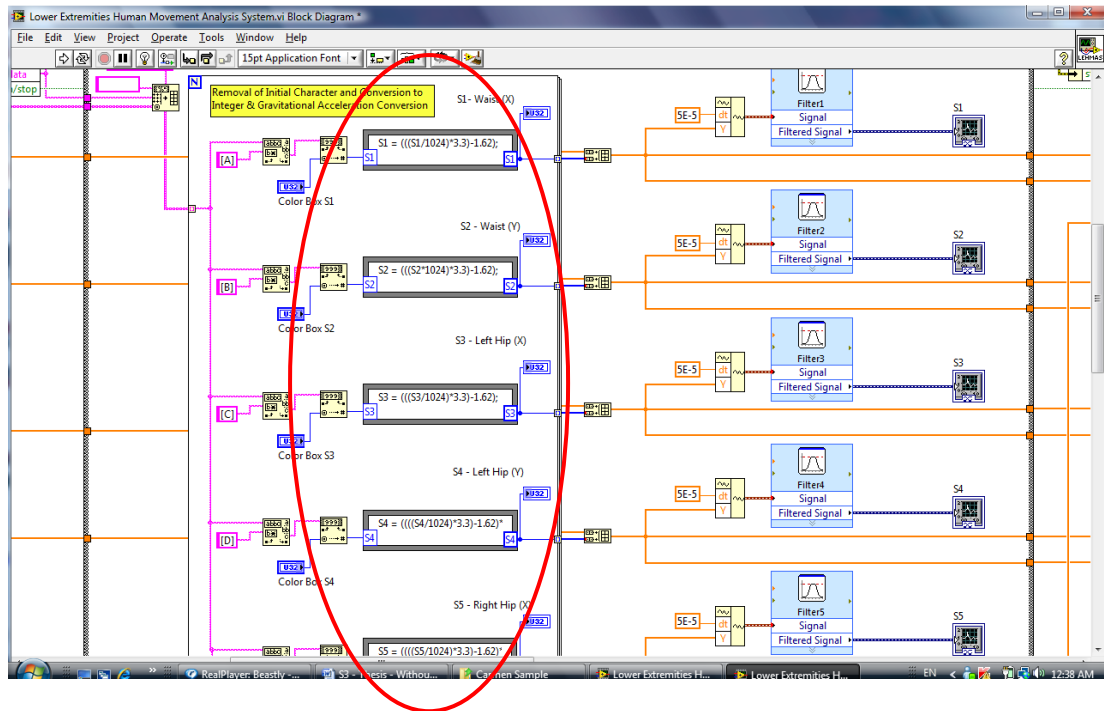 Lower Extremities Human Movement Analysis System.vi Block Diagram *
File Edit View Project Operate Tools Window Help
15pt Application Font
LEHMAS
/stop
N
Removal of Initial Character and Conversion to
Integer & Gravitational Acceleration Conversion
S1- Waist (X)
U32
[A]
S1 = (((S1/1024)*3.3)-1.62);
S1 S1
U32
Color Box S1
5E-5
dt
Y
Filter1
Signal
Filtered Signal
S1
S2 - Waist (Y)
U32
[B]
S2 = (((S2*1024)*3.3)-1.62);
S2 S2
U32
Color Box S2
5E-5
dt
Y
Filter2
Signal
Filtered Signal
S2
S3 - Left Hip (X)
U32
[C]
S3 = (((S3/1024)*3.3)-1.62);
S3 S3
U32
Color Box S3
5E-5
dt
Y
Filter3
Signal
Filtered Signal
S3
S4 - Left Hip (Y)
U32
[D]
S4 = ((((S4/1024)*3.3)-1.62)*
S4 S4
U32
Color Box S4
5E-5
dt
Y
Filter4
Signal
Filtered Signal
S4
S5 - Right Hip (X)
U32
S5 = ((((S5/1024)*3.3)-1.62)*
5E-5
dt
Y
Filter5
Signal
Filtered Signal
S5
RealPlayer: Beastly -... S3 - Thesis - Withou... Carmen Sample Lower Extremities H... Lower Extremities H... EN 12:38 AM